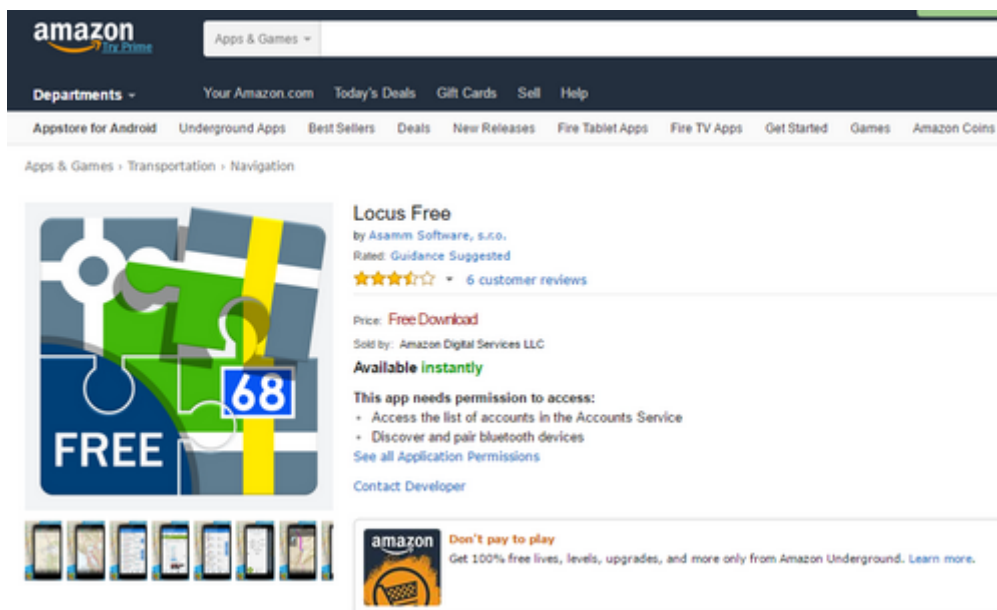 amazon
Try Prime
Apps & Games
Departments
Your Amazon.com Today's Deals Gift Cards Sell Help
Appstore for Android Underground Apps Best Sellers Deals New Releases Fire Tablet Apps Fire TV Apps Get Started Games Amazon Coins
Apps & Games › Transportation › Navigation
Locus Free
by Asamm Software, s.r.o.
Rated: Guidance Suggested
6 customer reviews
Price: Free Download
Sold by: Amazon Digital Services LLC
Available instantly
This app needs permission to access:
• Access the list of accounts in the Accounts Service
• Discover and pair bluetooth devices
See all Application Permissions
Contact Developer
68
FREE
amazon
Don't pay to play
Get 100% free lives, levels, upgrades, and more only from Amazon Underground. Learn more.